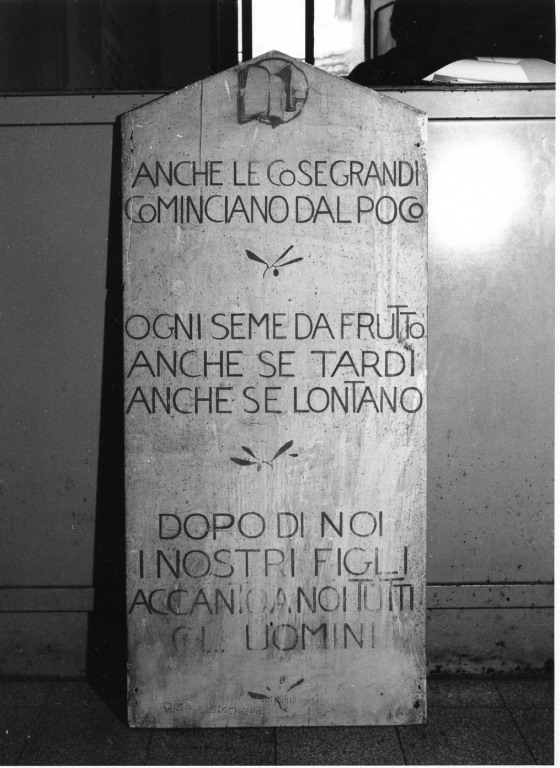 ANCHE LE COSE GRANDI
COMINCIANO DAL POCO
OGNI SEME DA FRUTTO
ANCHE SE TARDI
ANCHE SE LONTANO
DOPO DI NOI
I NOSTRI FIGLI
ACCANTO A NOI TUTTI
GLI UOMINI